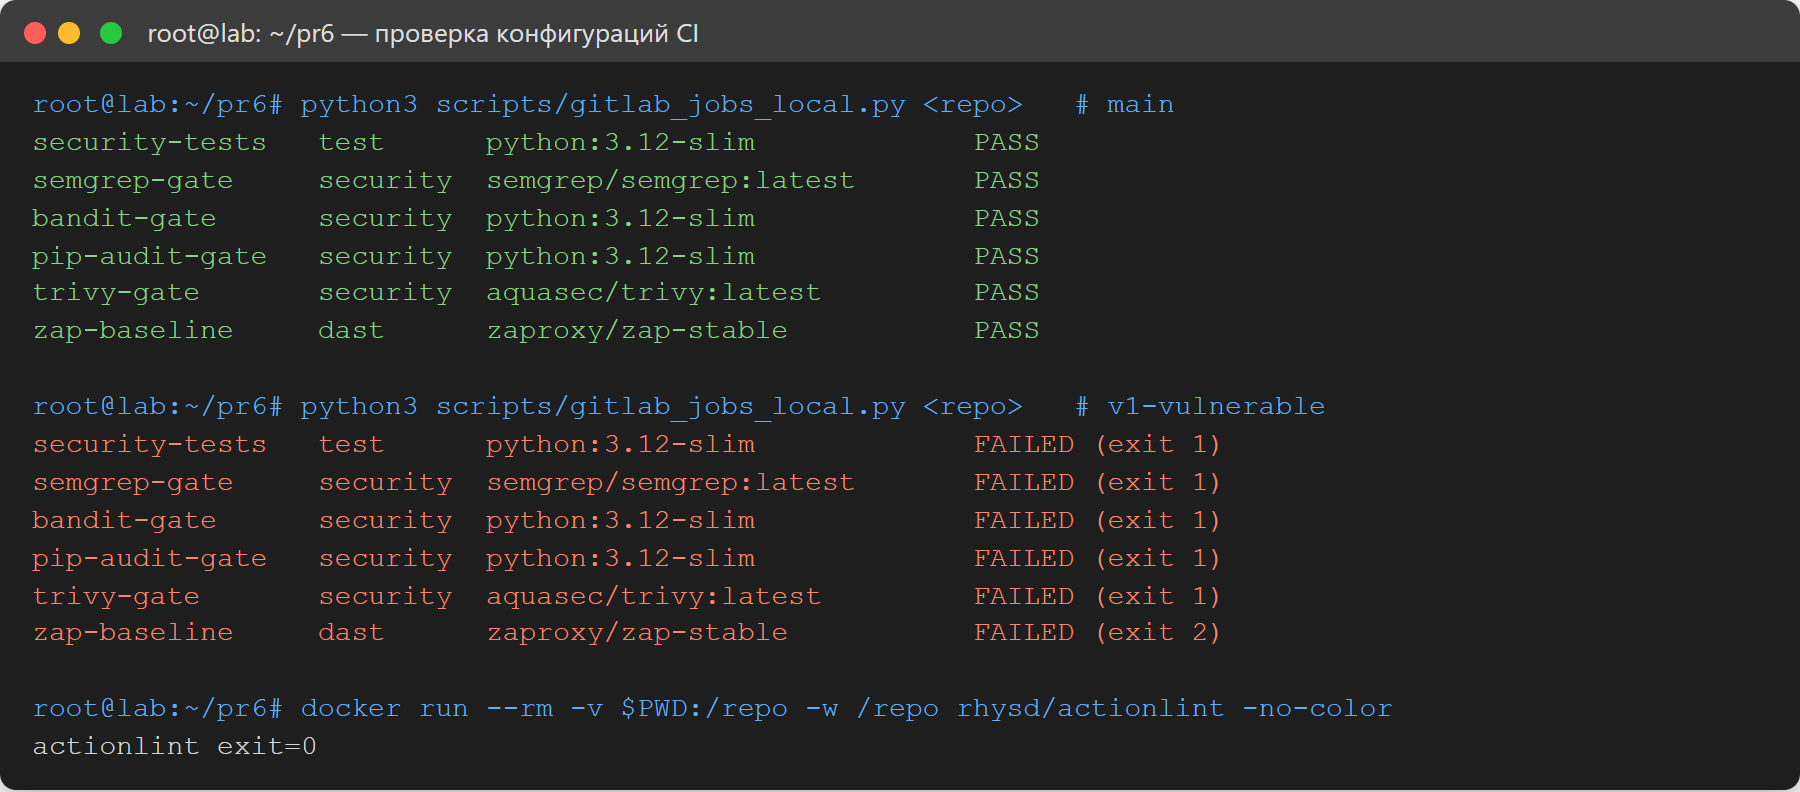 root@lab: ~/pr6 — проверка конфигураций CI
root@lab:~/pr6# python3 scripts/gitlab_jobs_local.py <repo>   # main
security-tests   test      python:3.12-slim             PASS
semgrep-gate     security  semgrep/semgrep:latest       PASS
bandit-gate      security  python:3.12-slim             PASS
pip-audit-gate   security  python:3.12-slim             PASS
trivy-gate       security  aquasec/trivy:latest         PASS
zap-baseline     dast      zaproxy/zap-stable           PASS
root@lab:~/pr6# python3 scripts/gitlab_jobs_local.py <repo>   # v1-vulnerable
security-tests   test      python:3.12-slim             FAILED (exit 1)
semgrep-gate     security  semgrep/semgrep:latest       FAILED (exit 1)
bandit-gate      security  python:3.12-slim             FAILED (exit 1)
pip-audit-gate   security  python:3.12-slim             FAILED (exit 1)
trivy-gate       security  aquasec/trivy:latest         FAILED (exit 1)
zap-baseline     dast      zaproxy/zap-stable           FAILED (exit 2)
root@lab:~/pr6# docker run --rm -v $PWD:/repo -w /repo rhysd/actionlint -no-color
actionlint exit=0